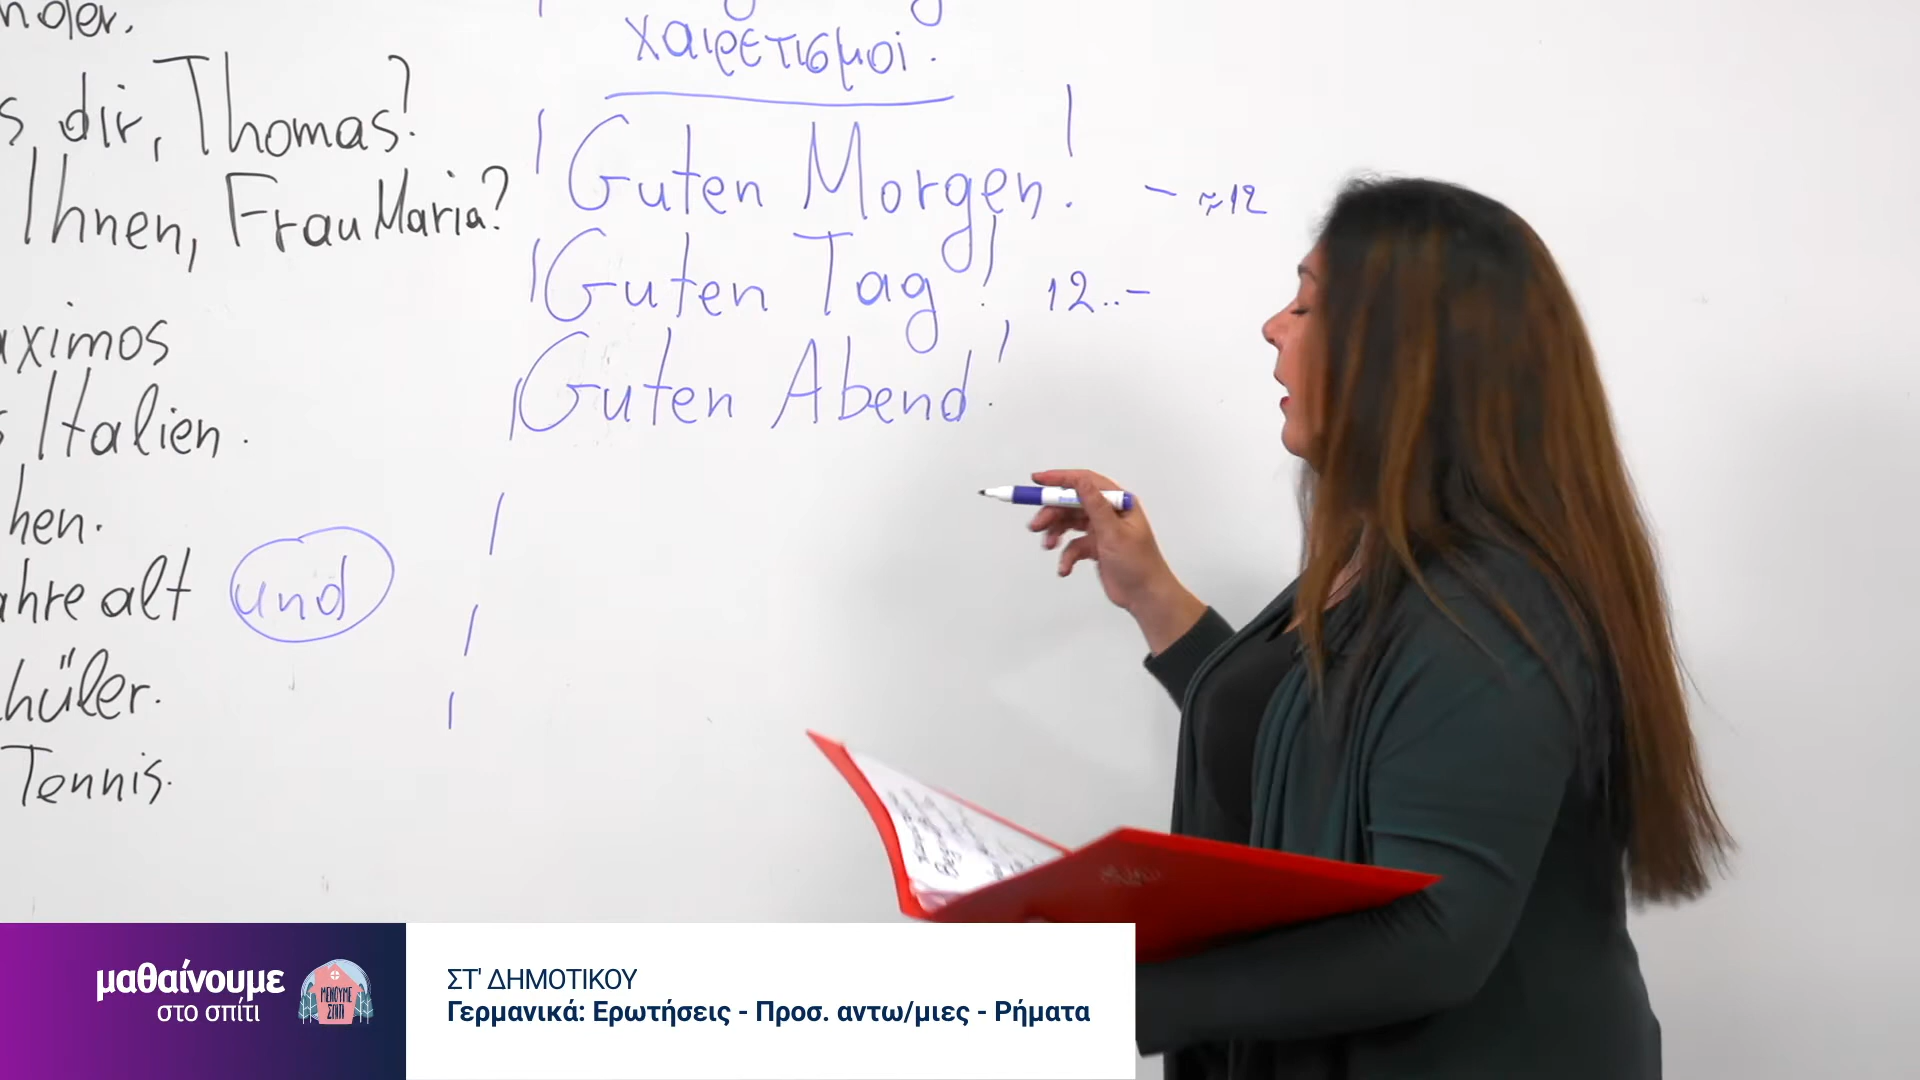 nder.
s dir, Thomas?
Ihnen, Frau Maria?
aximos
s Italien.
hen.
ahre alt und
hüler.
Tennis.
χαιρετισμοί.
Guten Morgen! - ≈12
Guten Tag! 12..-
Guten Abend!
μαθαίνουμε
στο σπίτι
ΜΕΝΟΥΜΕ
ΣΠΙΤΙ
ΣΤ' ΔΗΜΟΤΙΚΟΥ
Γερμανικά: Ερωτήσεις - Προσ. αντω/μιες - Ρήματα